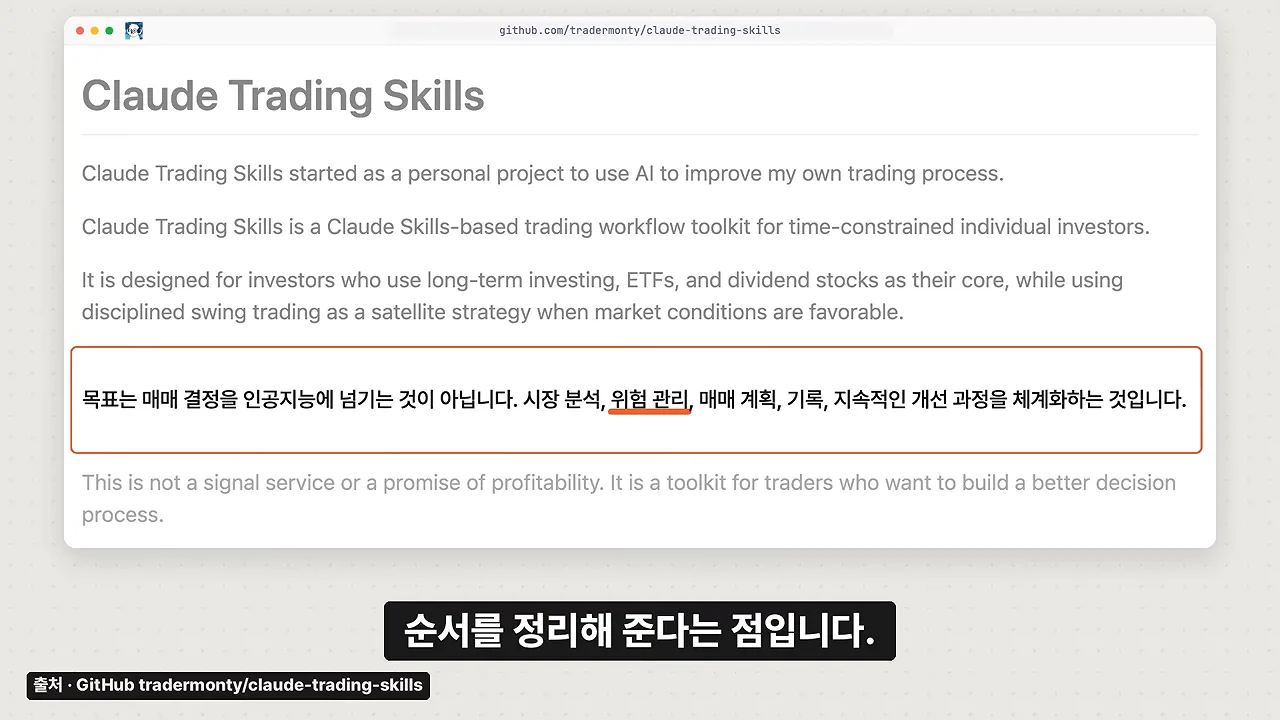 github.com/tradermonty/claude-trading-skills
Claude Trading Skills
Claude Trading Skills started as a personal project to use AI to improve my own trading process.
Claude Trading Skills is a Claude Skills-based trading workflow toolkit for time-constrained individual investors.
It is designed for investors who use long-term investing, ETFs, and dividend stocks as their core, while using
disciplined swing trading as a satellite strategy when market conditions are favorable.
목표는 매매 결정을 인공지능에 넘기는 것이 아닙니다. 시장 분석, 위험 관리, 매매 계획, 기록, 지속적인 개선 과정을 체계화하는 것입니다.
This is not a signal service or a promise of profitability. It is a toolkit for traders who want to build a better decision
process.
순서를 정리해 준다는 점입니다.
출처 · GitHub tradermonty/claude-trading-skills